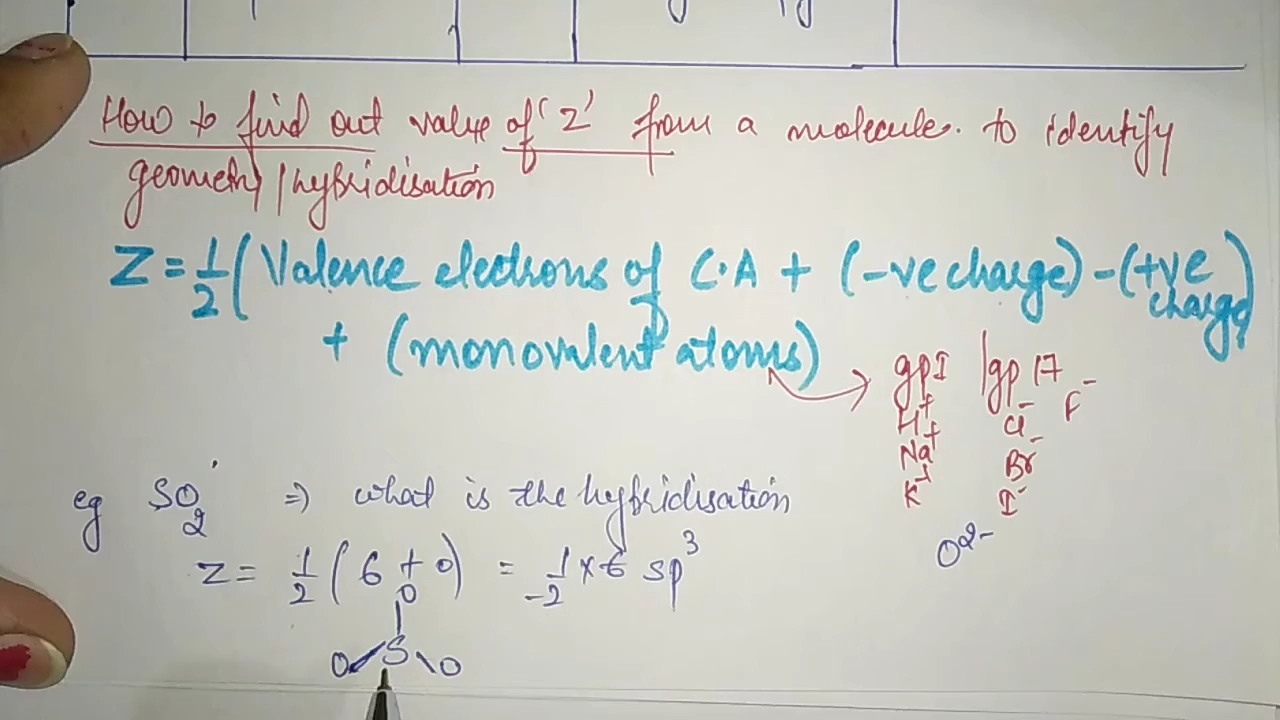 How to find out value of 'Z' from a molecule. to identify
geometry / hybridisation
Z = 1/2 ( Valence electrons of C.A + (-ve charge) - (+ve charge)
+ (monovalent atoms)
gp I | gp 17
H+ Cl- F-
Na+ Br-
K+ I-
O2-
eg SO2 => what is the hybridisation
Z = 1/2 ( 6 + 0 ) = 1/2 x 6 sp3
O
O S O